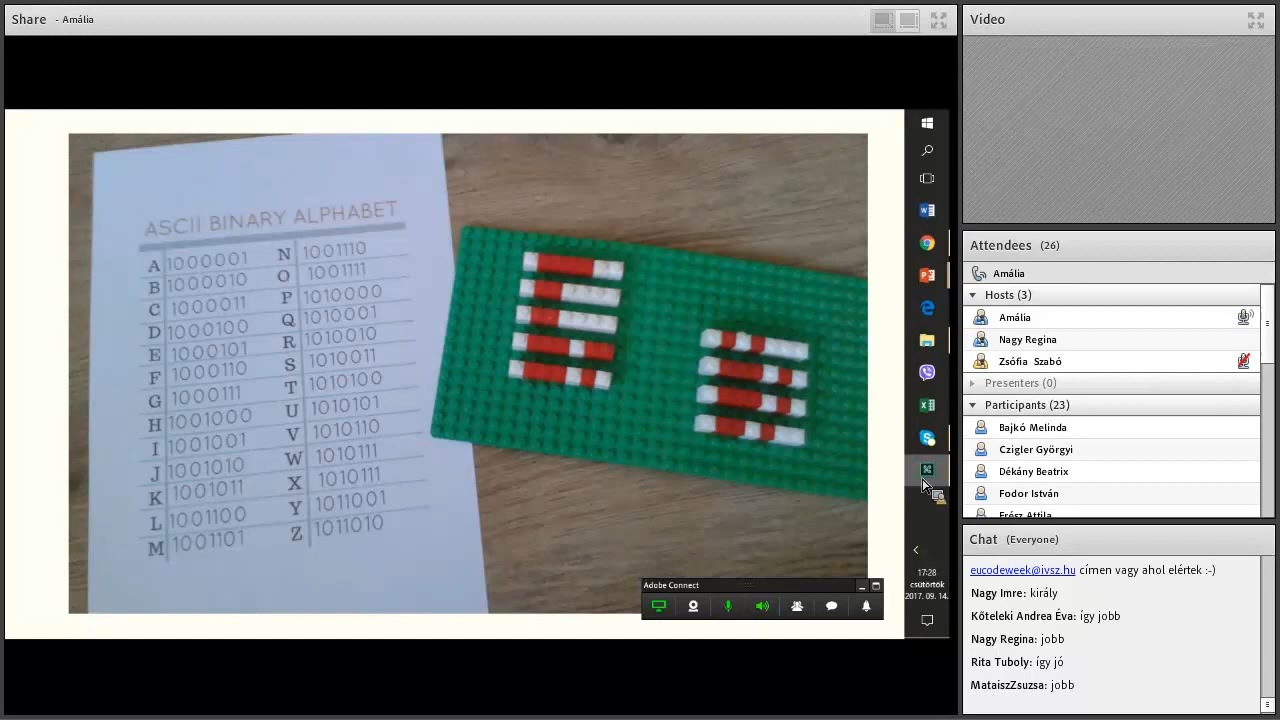 Share - Amália
ASCII BINARY ALPHABET
A 1000001 N 1001110
B 1000010 O 1001111
C 1000011 P 1010000
D 1000100 Q 1010001
E 1000101 R 1010010
F 1000110 S 1010011
G 1000111 T 1010100
H 1001000 U 1010101
I 1001001 V 1010110
J 1001010 W 1010111
K 1001011 X 1010111
L 1001100 Y 1011001
M 1001101 Z 1011010
Adobe Connect
17:28
csütörtök
2017. 09. 14.
Video
Attendees (26)
Amália
Hosts (3)
Amália
Nagy Regina
Zsófia Szabó
Presenters (0)
Participants (23)
Bajkó Melinda
Czigler Györgyi
Dékány Beatrix
Fodor István
Frész Attila
Chat (Everyone)
eucodeweek@ivsz.hu címen vagy ahol elértek :-)
Nagy Imre: király
Kőteleki Andrea Éva: így jobb
Nagy Regina: jobb
Rita Tuboly: így jó
MataiszZsuzsa: jobb